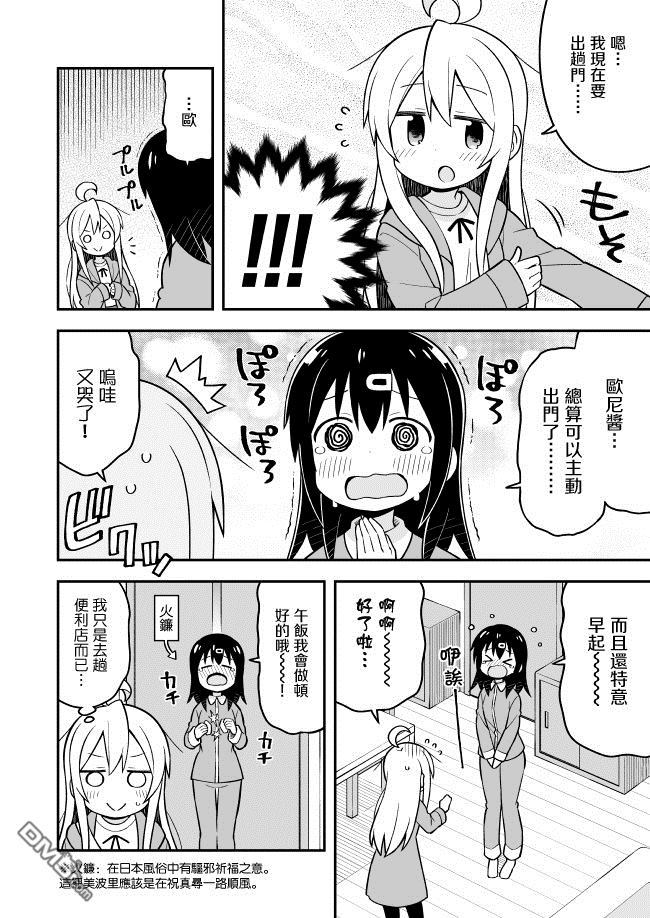 嗯…
我現在要
出趟門……
もそ
!!!
…歐
プル
プル
歐尼醬…
總算可以主動
出門了………
ぽろ
ぽろ
ぽろ
ぽろ
嗚哇
又哭了！
ビクッ
而且還特意
早起～～～
啊啊～～
好了啦…
咿誒
午飯我會做頓
好的哦～～！
火鐮
カチ
カチ
我只是去趟
便利店而已…
※火鐮：在日本風俗中有驅邪祈福之意。
這裡美波里應該是在祝真尋一路順風。